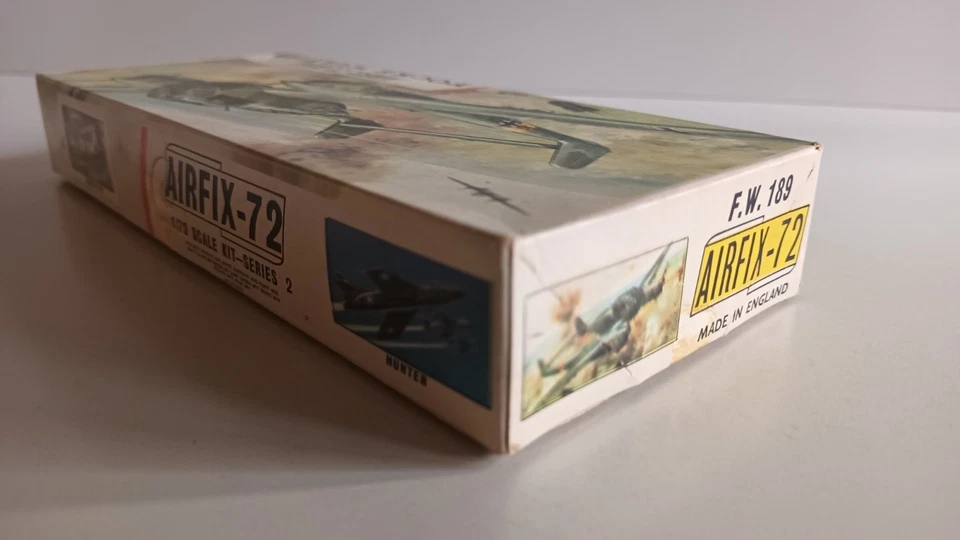 AIRFIX-72
1/72 SCALE KIT—SERIES 2
HUNTER
F.W. 189
AIRFIX-72
MADE IN ENGLAND